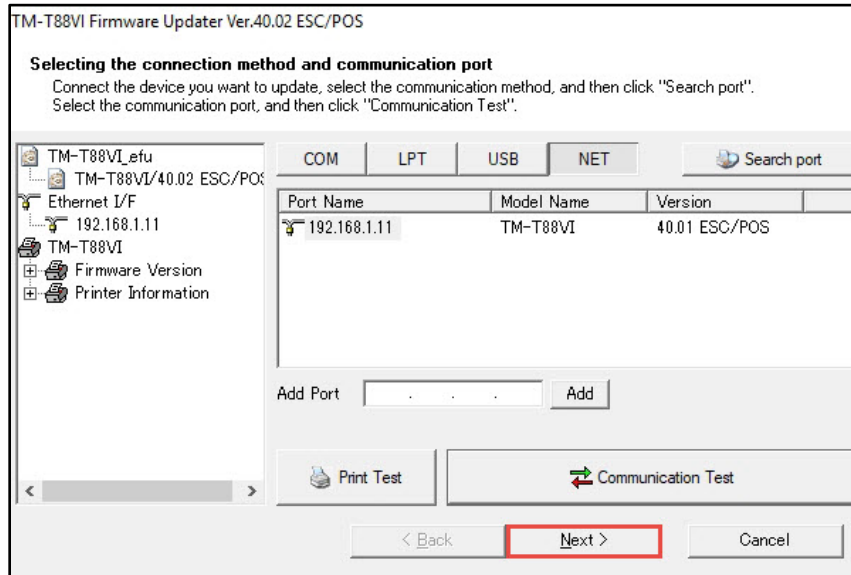 TM-T88VI Firmware Updater Ver.40.02 ESC/POS
Selecting the connection method and communication port
Connect the device you want to update, select the communication method, and then click "Search port".
Select the communication port, and then click "Communication Test".
TM-T88VI_efu
TM-T88VI/40.02 ESC/POS
Ethernet I/F
192.168.1.11
TM-T88VI
Firmware Version
Printer Information
COM LPT USB NET Search port
Port Name Model Name Version
192.168.1.11 TM-T88VI 40.01 ESC/POS
Add Port . . . Add
Print Test Communication Test
< Back Next > Cancel